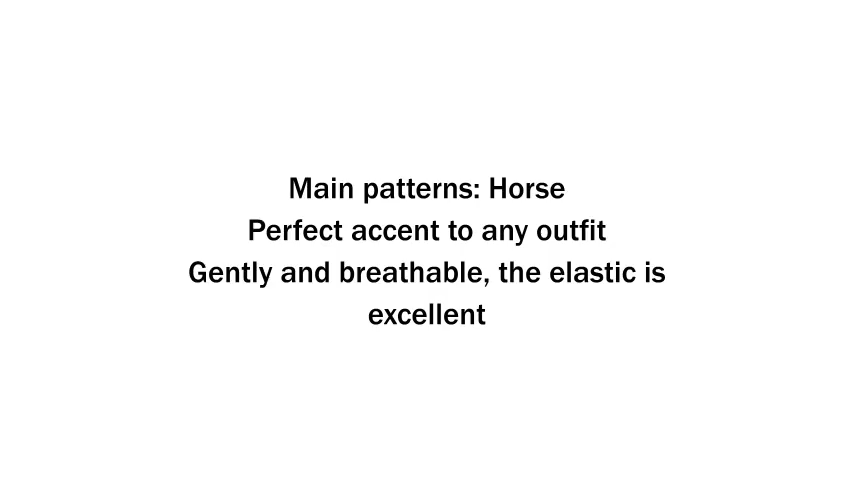 Main patterns: Horse
Perfect accent to any outfit
Gently and breathable, the elastic is
excellent